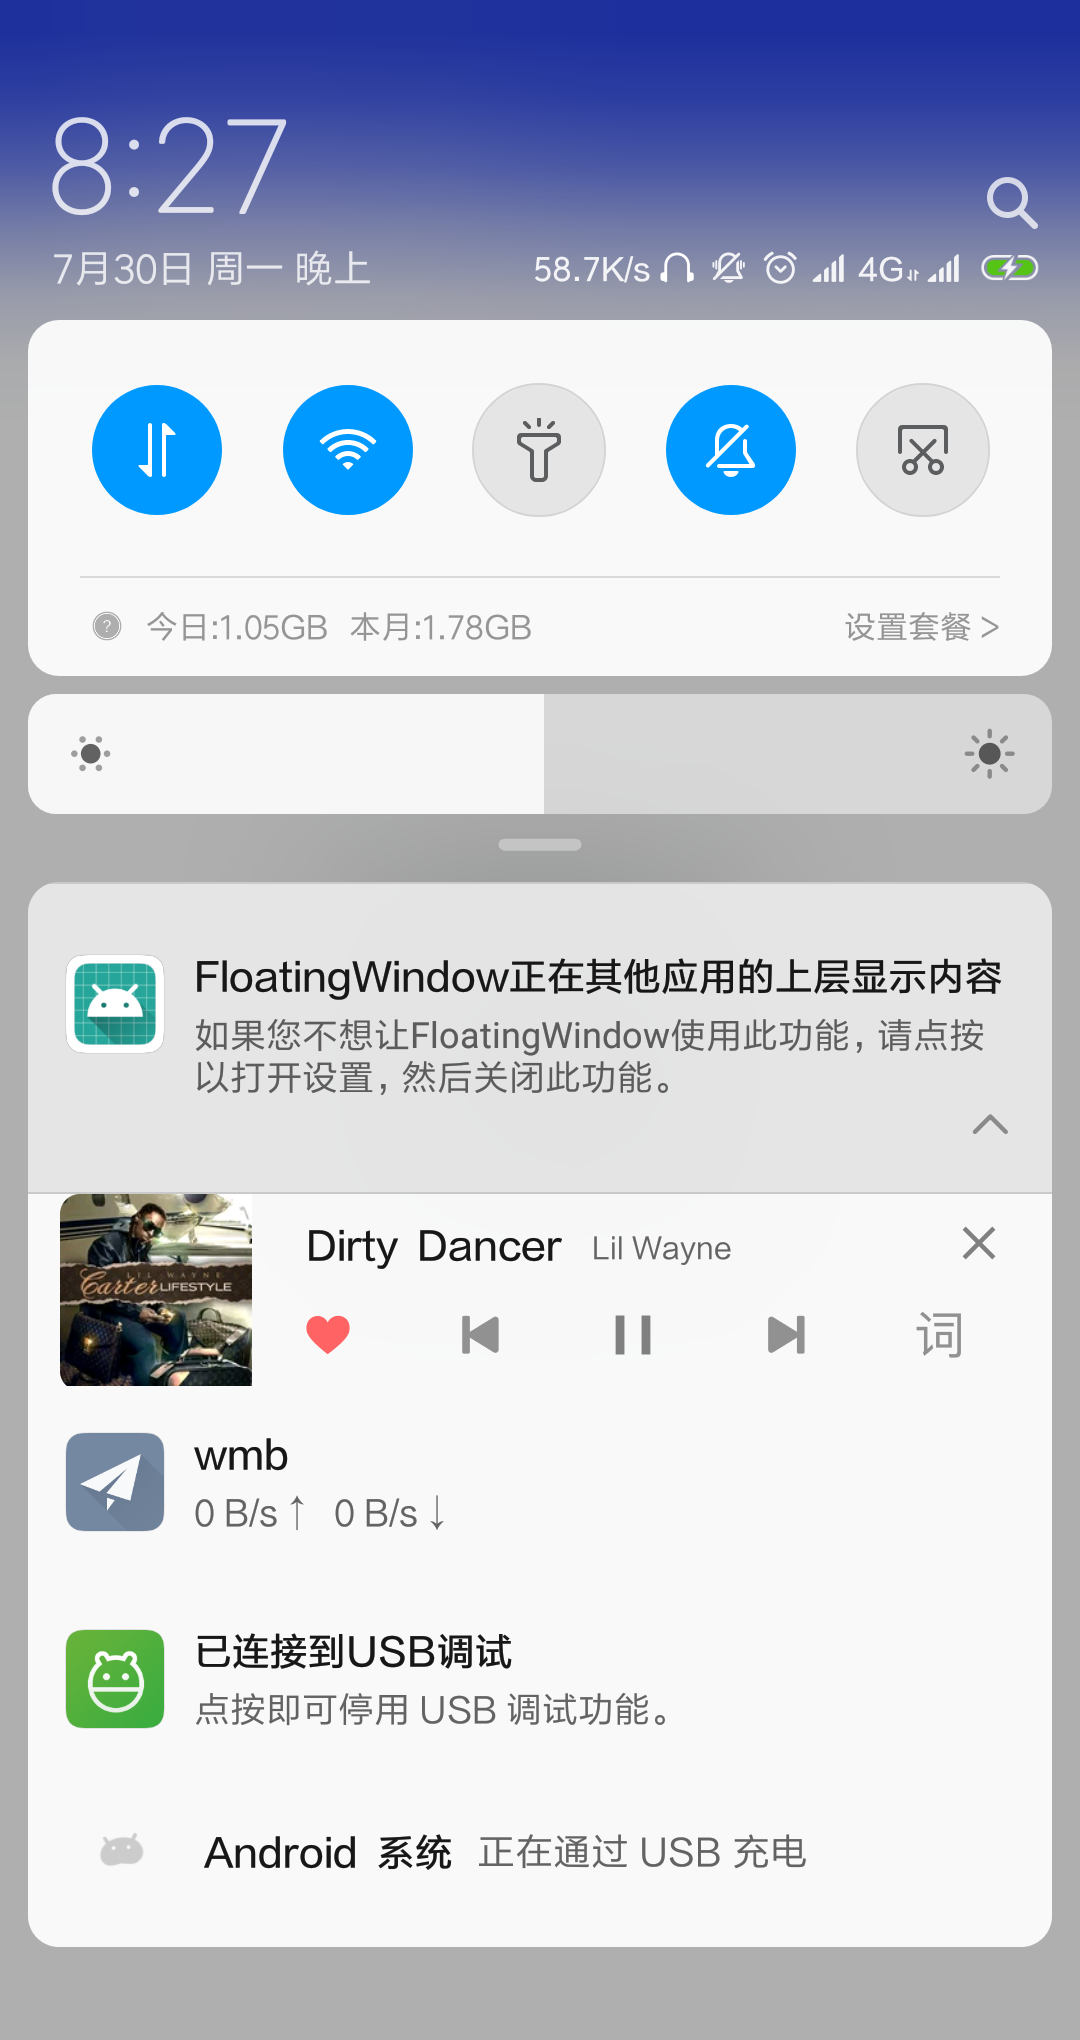 8:27
7月30日 周一 晚上
58.7K/s 4G
今日:1.05GB 本月:1.78GB 设置套餐 >
FloatingWindow正在其他应用的上层显示内容
如果您不想让FloatingWindow使用此功能, 请点按
以打开设置, 然后关闭此功能。
Dirty Dancer Lil Wayne
LIL WAYNE
Carter LIFESTYLE
词
wmb
0 B/s ↑ 0 B/s ↓
已连接到USB调试
点按即可停用 USB 调试功能。
Android 系统 正在通过 USB 充电